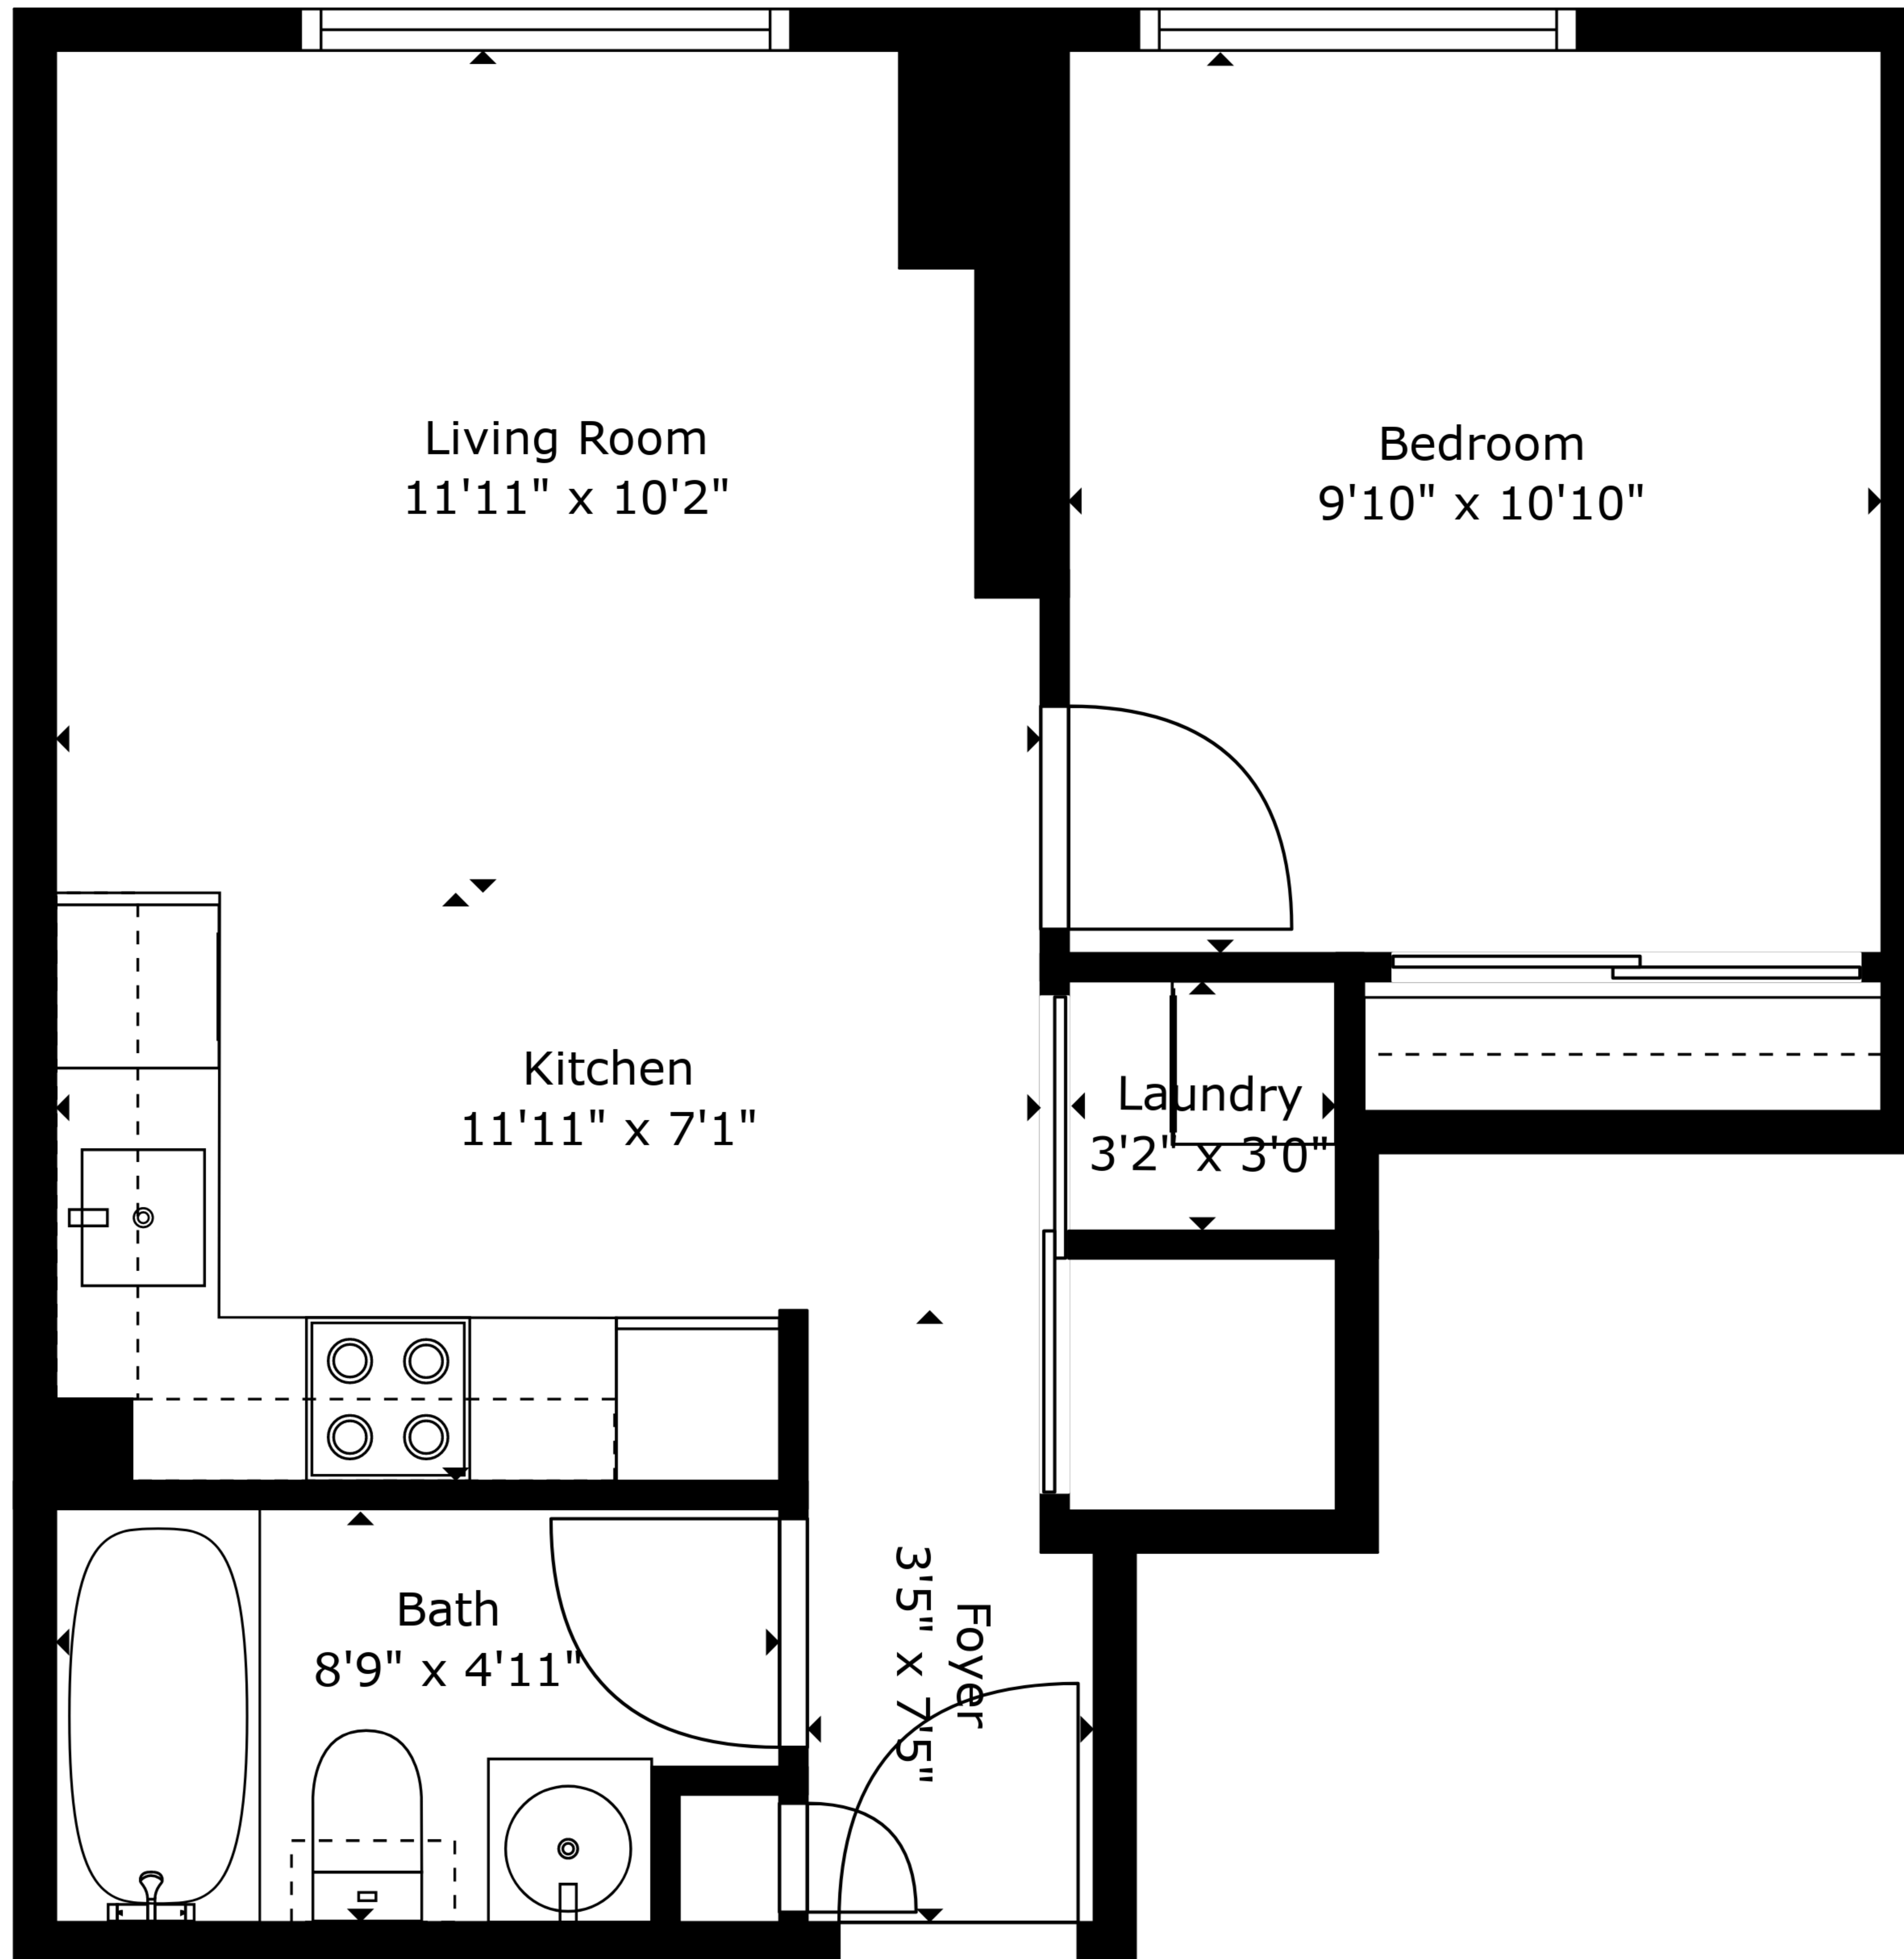 Living Room
11'11" x 10'2"
Bedroom
9'10" x 10'10"
Kitchen
11'11" x 7'1"
Laundry
3'2" x 3'0"
Bath
8'9" x 4'11"
Foyer
3'5" x 7'5"